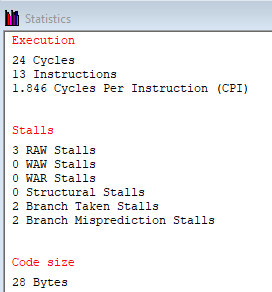 Statistics
Execution
24 Cycles
13 Instructions
1.846 Cycles Per Instruction (CPI)
Stalls
3 RAW Stalls
0 WAW Stalls
0 WAR Stalls
0 Structural Stalls
2 Branch Taken Stalls
2 Branch Misprediction Stalls
Code size
28 Bytes